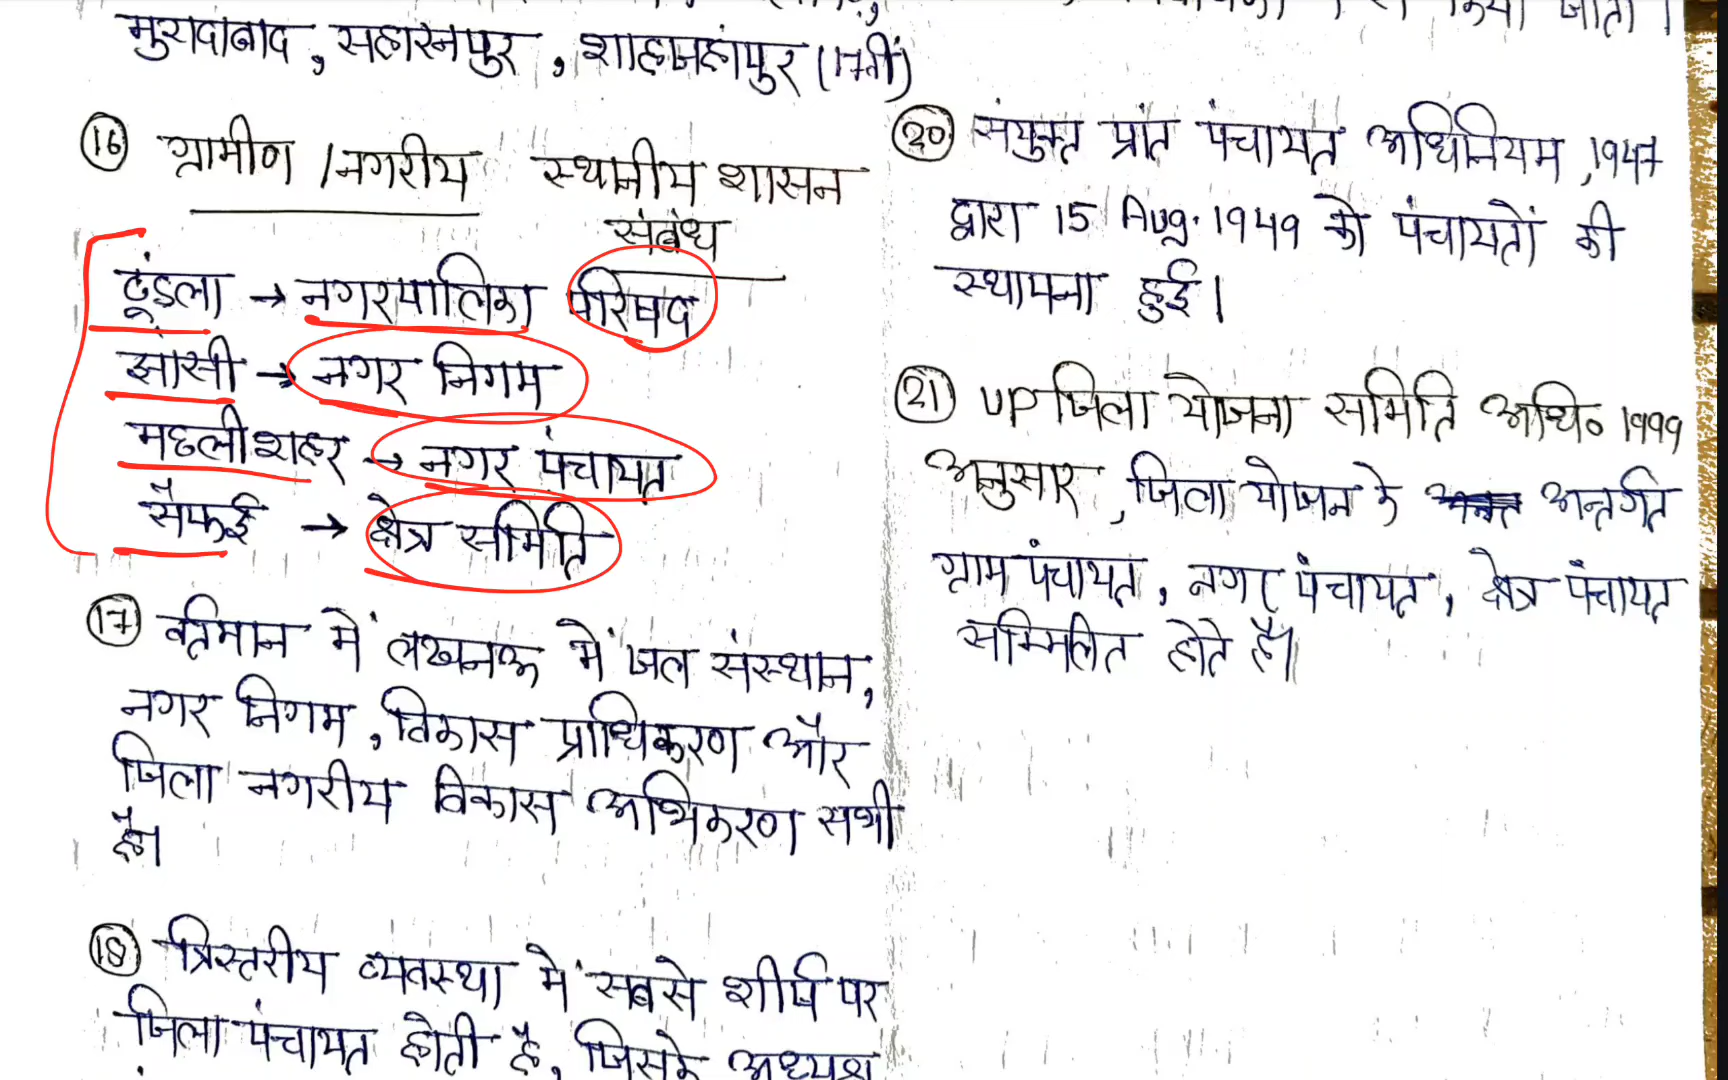 मुरादाबाद, सहारनपुर, शाहजहांपुर (17वीं)
(16) ग्रामीण / नगरीय स्थानीय शासन
संबंध
टूंडला → नगरपालिका परिषद
झांसी → नगर निगम
मछलीशहर → नगर पंचायत
सैफई → क्षेत्र समिति
(17) वर्तमान में लखनऊ में जल संस्थान,
नगर निगम, विकास प्राधिकरण और
जिला नगरीय विकास अभिकरण सभी
है।
(18) त्रिस्तरीय व्यवस्था में सबसे शीर्ष पर
जिला पंचायत होती है, जिसके अध्यक्ष
किया जाता।
(20) संयुक्त प्रांत पंचायत अधिनियम, 1947
द्वारा 15 Aug. 1949 को पंचायतों की
स्थापना हुई।
(21) UP जिला योजना समिति अधि० 1999
अनुसार, जिला योजन के अन्तर्गत
ग्राम पंचायत, नगर पंचायत, क्षेत्र पंचायत
सम्मिलित होते है।